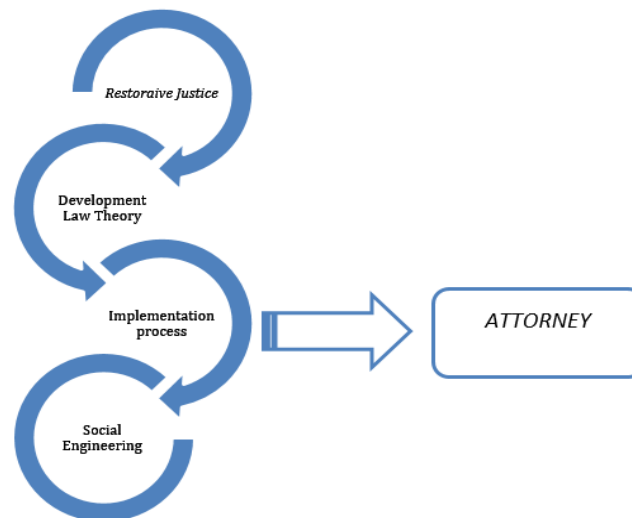 Restoraive Justice
Development
Law Theory
Implementation
process
Social
Engineering
ATTORNEY